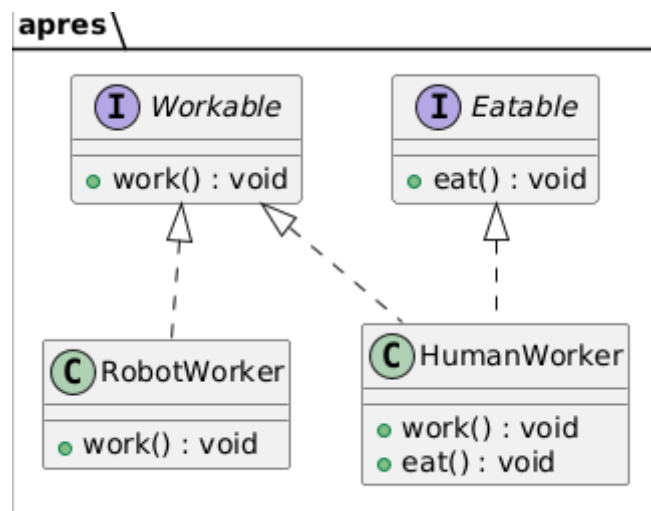 apres
I Workable
+ work() : void
I Eatable
+ eat() : void
C RobotWorker
+ work() : void
C HumanWorker
+ work() : void
+ eat() : void